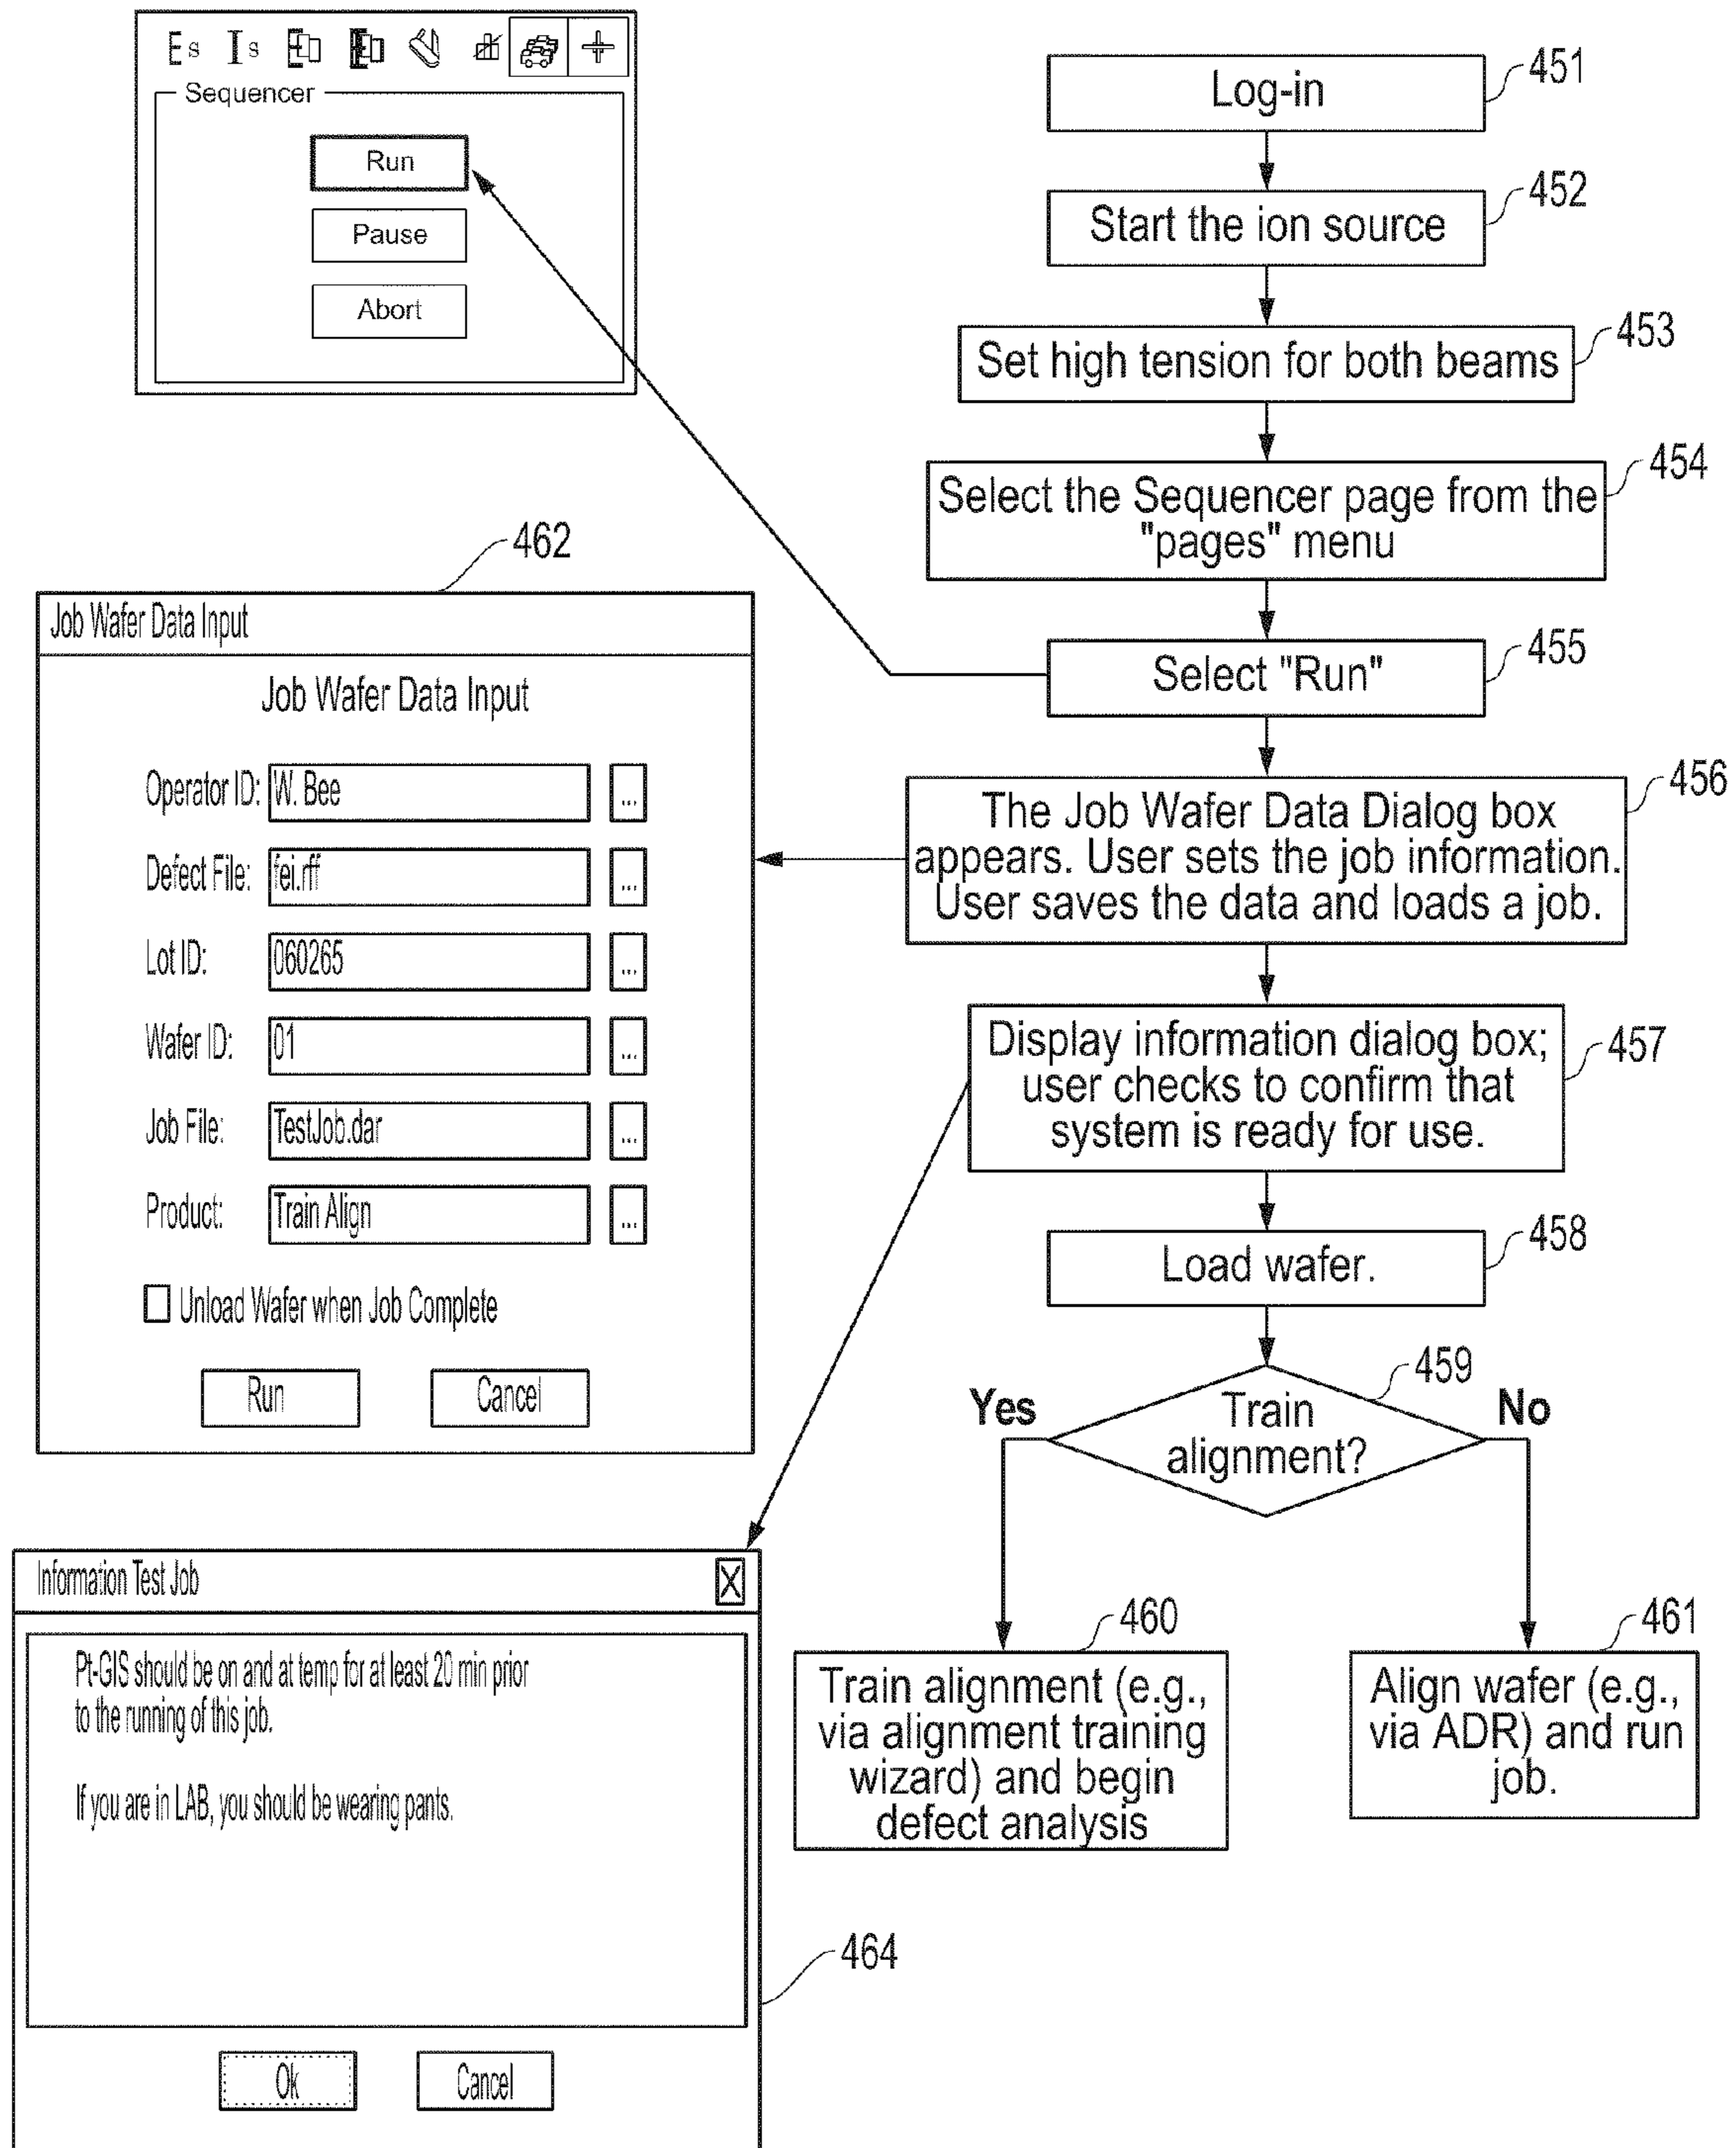 Es Is
Sequencer
Run
Pause
Abort
451
Log-in
452
Start the ion source
453
Set high tension for both beams
454
Select the Sequencer page from the
"pages" menu
455
Select "Run"
456
The Job Wafer Data Dialog box
appears. User sets the job information.
User saves the data and loads a job.
457
Display information dialog box;
user checks to confirm that
system is ready for use.
458
Load wafer.
459
Train
alignment?
Yes
No
460
Train alignment (e.g.,
via alignment training
wizard) and begin
defect analysis
461
Align wafer (e.g.,
via ADR) and run
job.
462
Job Wafer Data Input
Job Wafer Data Input
Operator ID: W. Bee ...
Defect File: fei.rff ...
Lot ID: 060265 ...
Wafer ID: 01 ...
Job File: TestJob.dar ...
Product: Train Align ...
Unload Wafer when Job Complete
Run Cancel
Information Test Job X
Pt-GIS should be on and at temp for at least 20 min prior
to the running of this job.
If you are in LAB, you should be wearing pants.
464
Ok Cancel